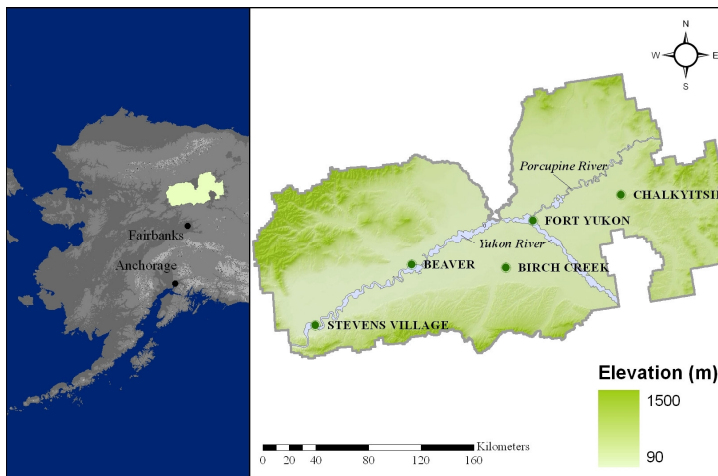 Fairbanks
Anchorage
N
W E
S
Porcupine River
CHALKYITSIK
FORT YUKON
Yukon River
BEAVER
BIRCH CREEK
STEVENS VILLAGE
Elevation (m)
1500
90
Kilometers
0 20 40 80 120 160